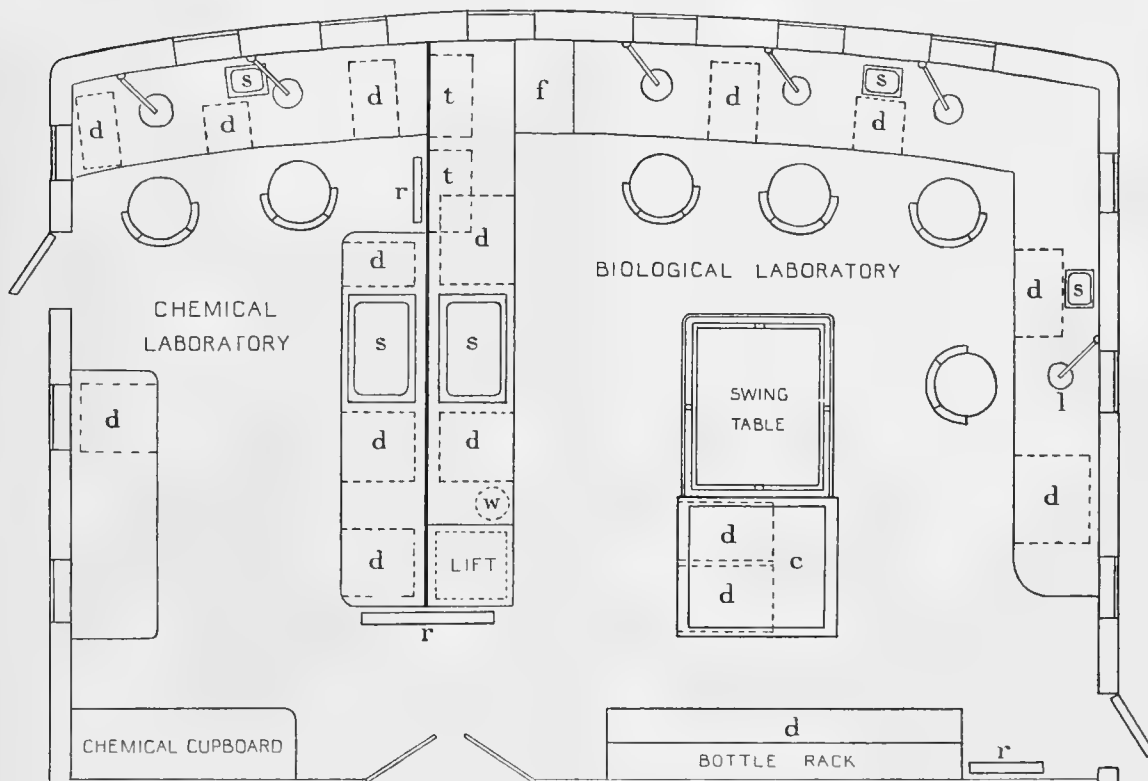 s
t
f
s
d
d
d
d
d
t
r
d
d
BIOLOGICAL LABORATORY
d
s
CHEMICAL
LABORATORY
s
s
SWING
TABLE
l
d
d
d
d
w
d
c
LIFT
d
d
r
d
CHEMICAL CUPBOARD
BOTTLE RACK
r